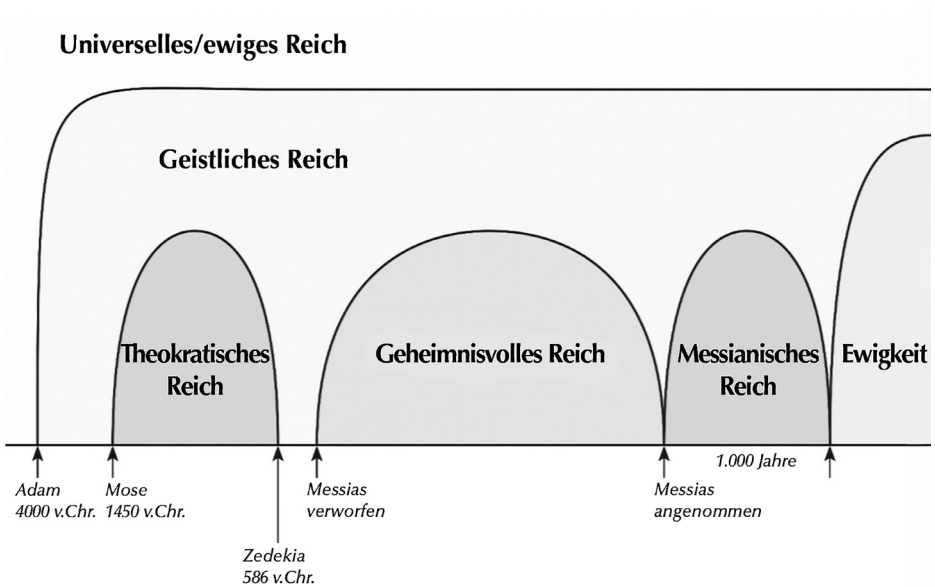 Universelles/ewiges Reich
Geistliches Reich
Theokratisches
Reich
Geheimnisvolles Reich
Messianisches
Reich
Ewigkeit
1.000 Jahre
Adam
4000 v.Chr.
Mose
1450 v.Chr.
Messias
verworfen
Messias
angenommen
Zedekia
586 v.Chr.